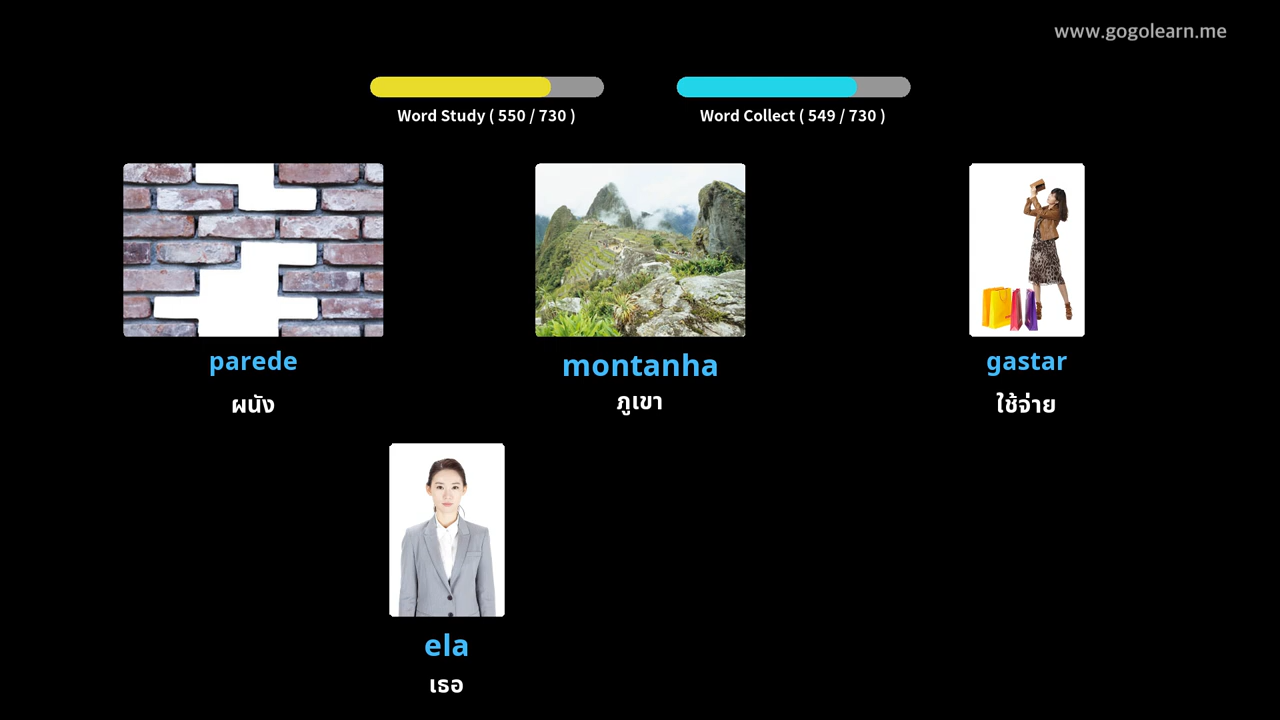 www.gogolearn.me
Word Study ( 550 / 730 )
Word Collect ( 549 / 730 )
parede
montanha
gastar
ผนัง
ภูเขา
ใช้จ่าย
ela
เธอ